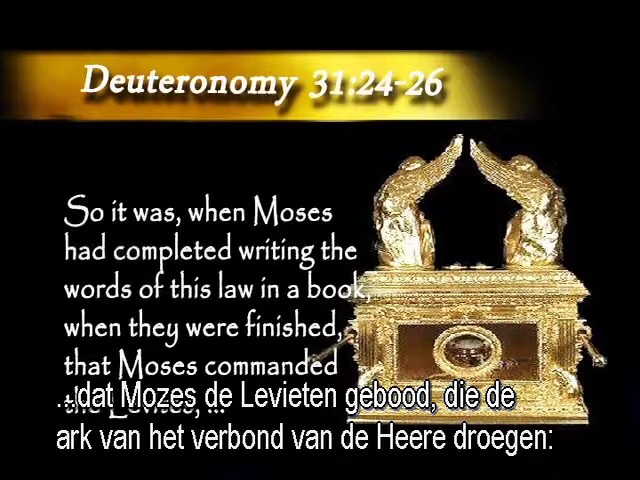 Deuteronomy 31:24-26
So it was, when Moses
had completed writing the
words of this law in a book,
when they were finished,
that Moses commanded
the Levites, ...
...dat Mozes de Levieten gebood, die de
ark van het verbond van de Heere droegen: